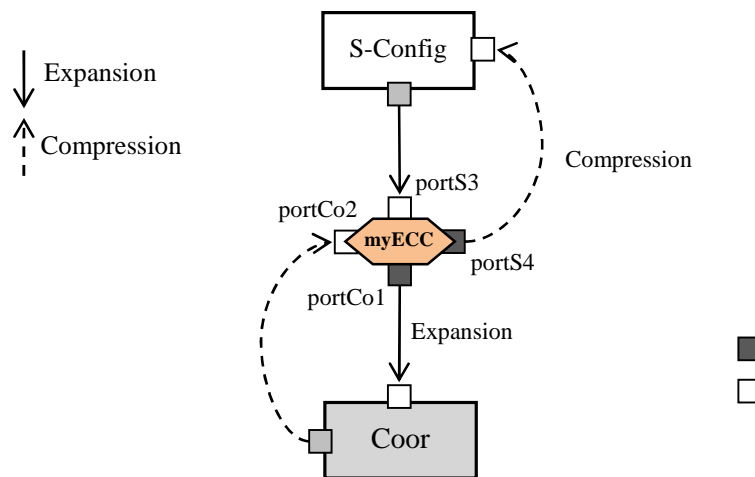 S-Config
Expansion
Compression
Compression
portS3
portCo2
myECC
portS4
portCo1
Expansion
Coor